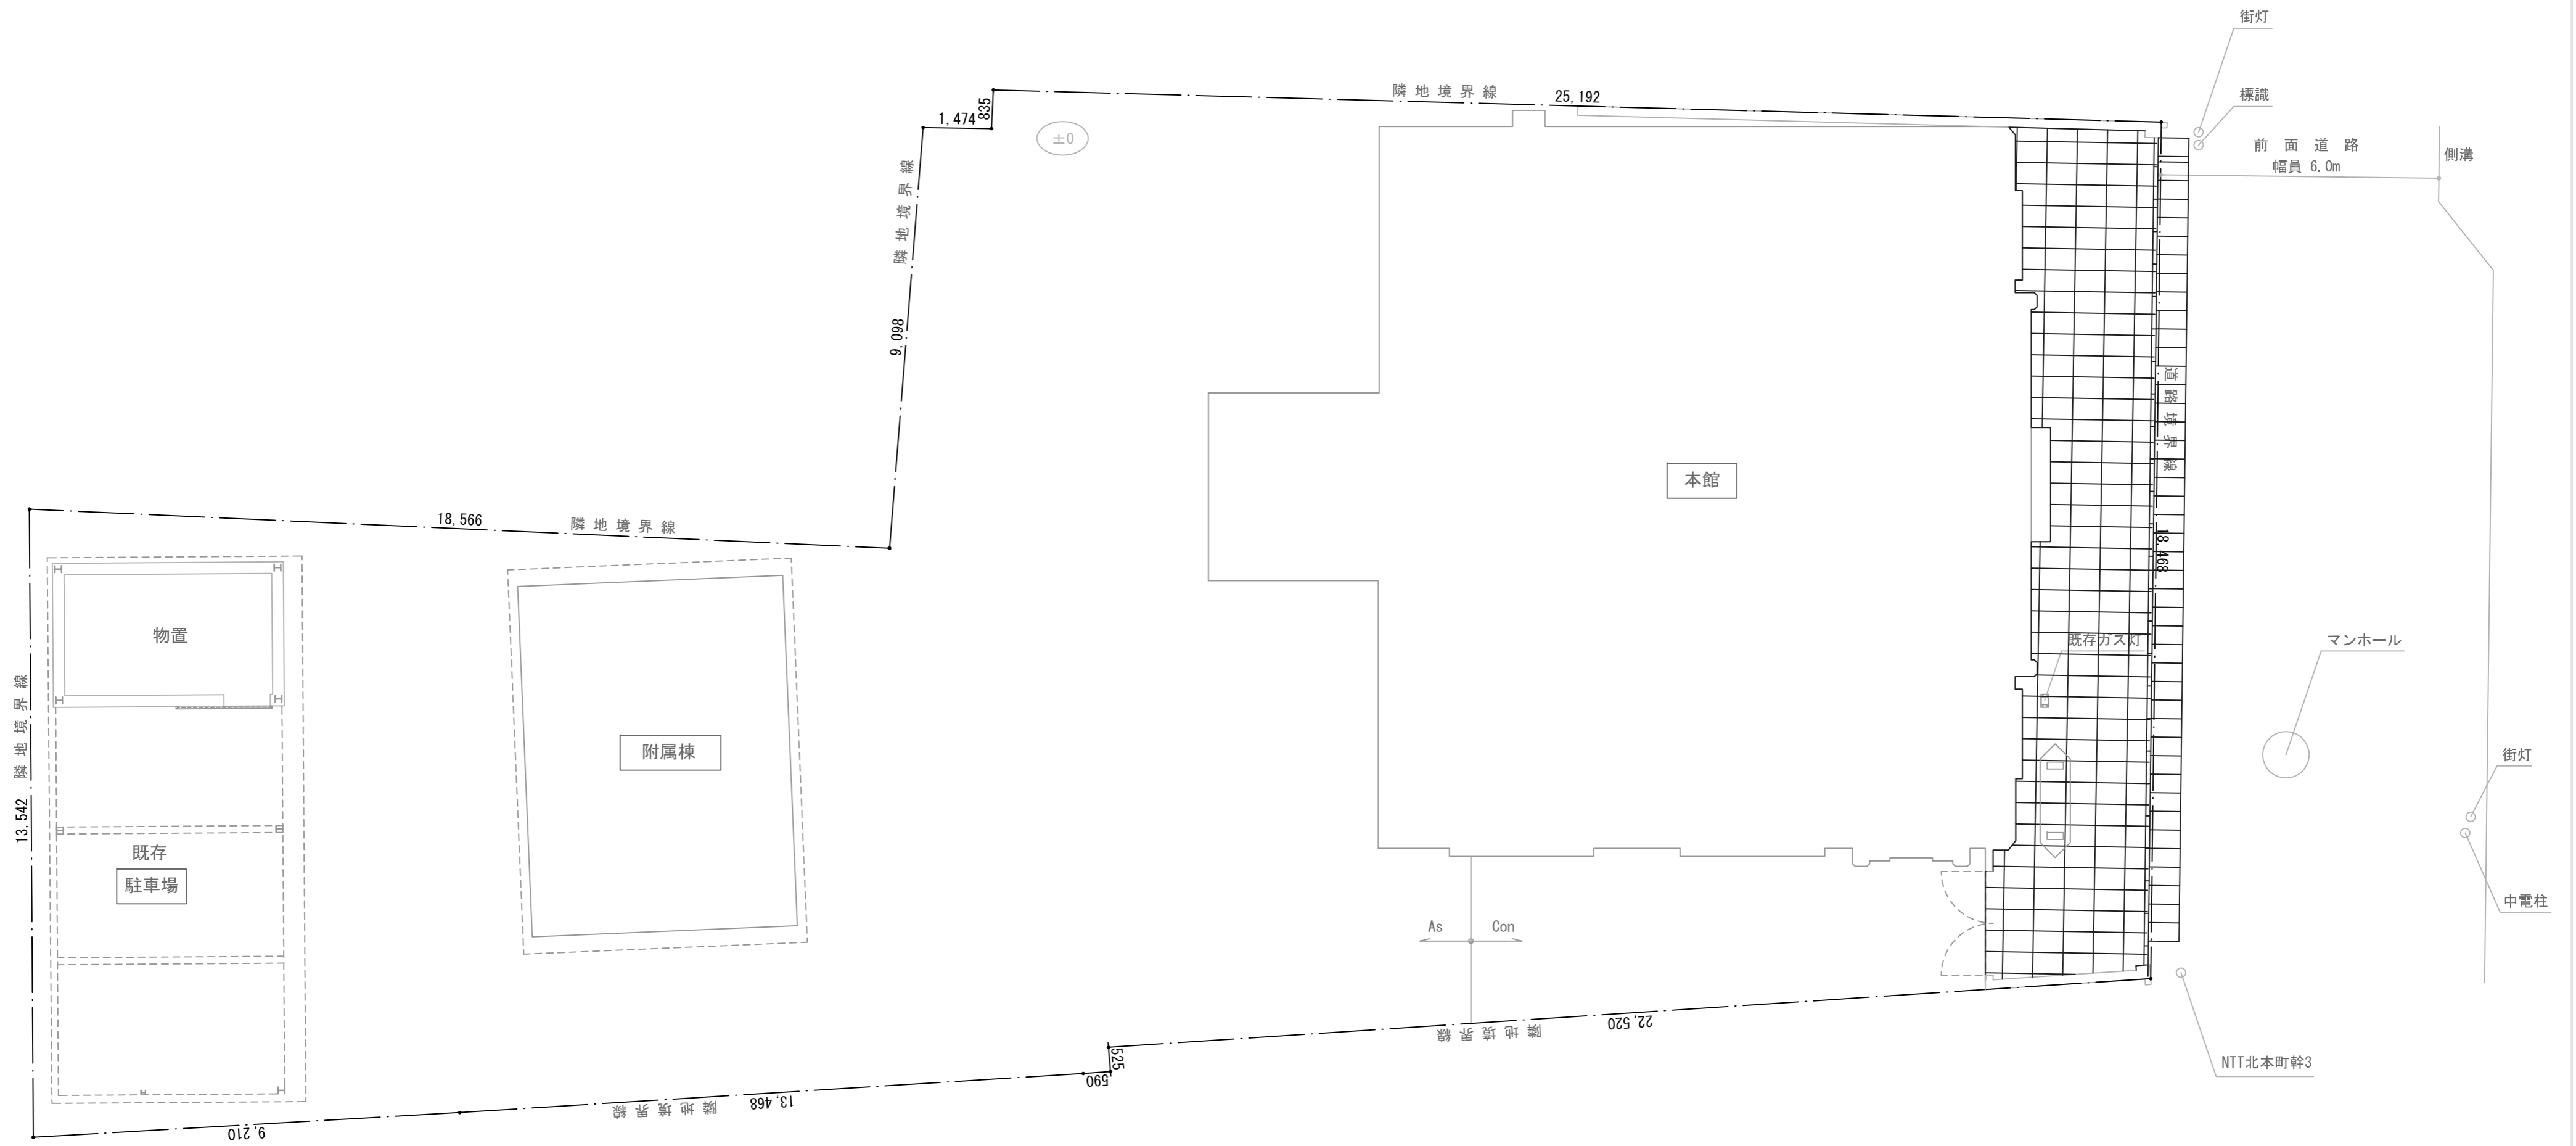 街灯
標識
前面道路
幅員 6.0m
側溝
隣地境界線
25,192
835
1,474
±0
隣地境界線
9,098
隣地境界線
18,566
本館
道路境界線
18,468
既存ガス灯
マンホール
街灯
中電柱
NTT北本町幹3
物置
附属棟
既存
駐車場
隣地境界線
13,542
As
Con
隣地境界線
22,520
525
590
隣地境界線
13,468
9,210